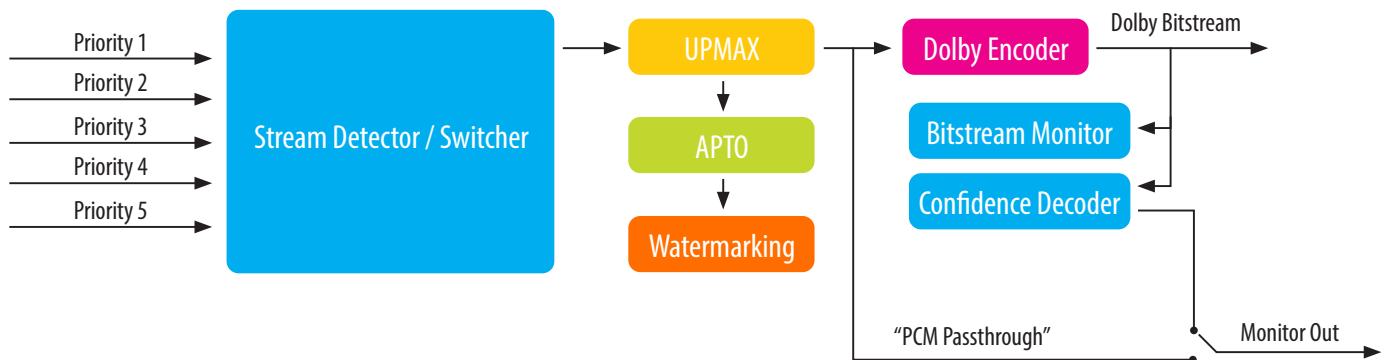 Priority 1
Priority 2
Priority 3
Priority 4
Priority 5
Stream Detector / Switcher
UPMAX
APTO
Watermarking
Dolby Encoder
Dolby Bitstream
Bitstream Monitor
Confidence Decoder
“PCM Passthrough”
Monitor Out